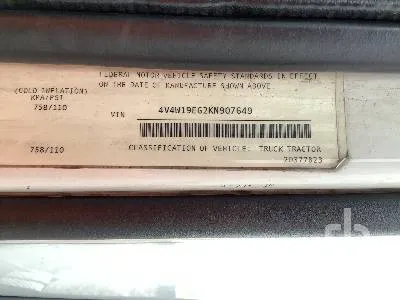 FEDERAL MOTOR VEHICLE SAFETY STANDARDS IN EFFECT
ON THE DATE OF MANUFACTURE SHOWN ABOVE
(COLD INFLATION)
KPA/PSI
758/110
VIN 4V4W19EG2KN907649
758/110
CLASSIFICATION OF VEHICLE: TRUCK TRACTOR
20377823
rb